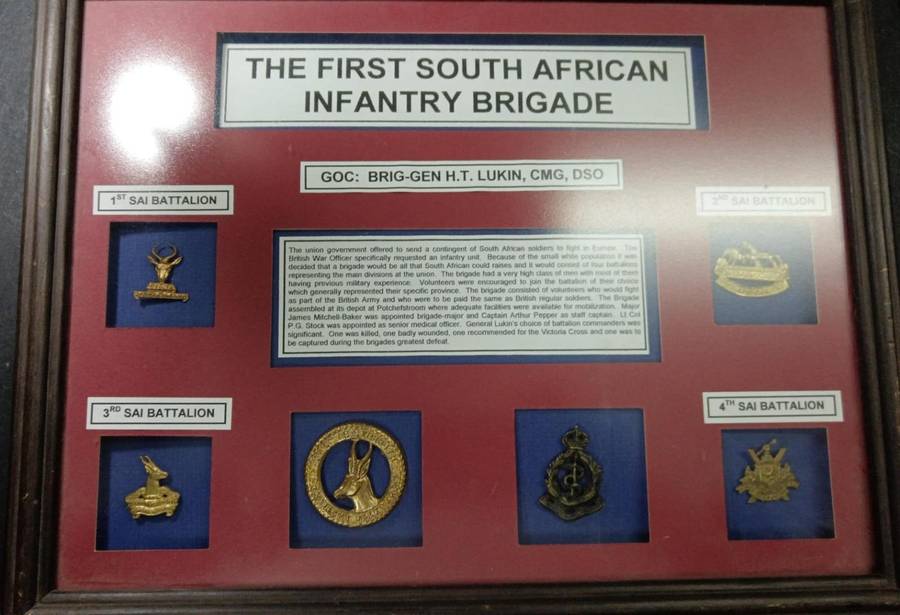 THE FIRST SOUTH AFRICAN
INFANTRY BRIGADE
GOC: BRIG-GEN H.T. LUKIN, CMG, DSO
1ST SAI BATTALION
2ND SAI BATTALION
The union government offered to send a contingent of South African soldiers to fight in Europe. The
British War Officer specifically requested an infantry unit. Because of the small white population it was
decided that a brigade would be all that South African could raises and it would consist of four battalions
representing the main divisions at the union. The brigade had a very high class of men with most of them
having previous military experience. Volunteers were encouraged to join the battalion of their choice
which generally represented their specific province. The brigade consisted of volunteers who would fight
as part of the British Army and who were to be paid the same as British regular soldiers. The Brigade
assembled at its depot at Potchefstroom where adequate facilities were available for mobilization. Major
James Mitchell-Baker was appointed brigade-major and Captain Arthur Pepper as staff captain. Lt Col
P.G. Stock was appointed as senior medical officer. General Lukin's choice of battalion commanders was
significant. One was killed, one badly wounded, one recommended for the Victoria Cross and one was to
be captured during the brigades greatest defeat.
3RD SAI BATTALION
4TH SAI BATTALION